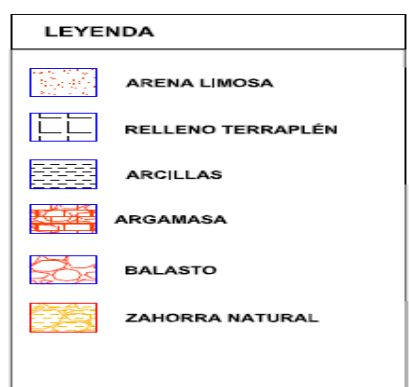 LEYENDA
ARENA LIMOSA
RELLENO TERRAPLÉN
ARCILLAS
ARGAMASA
BALASTO
ZAHORRA NATURAL